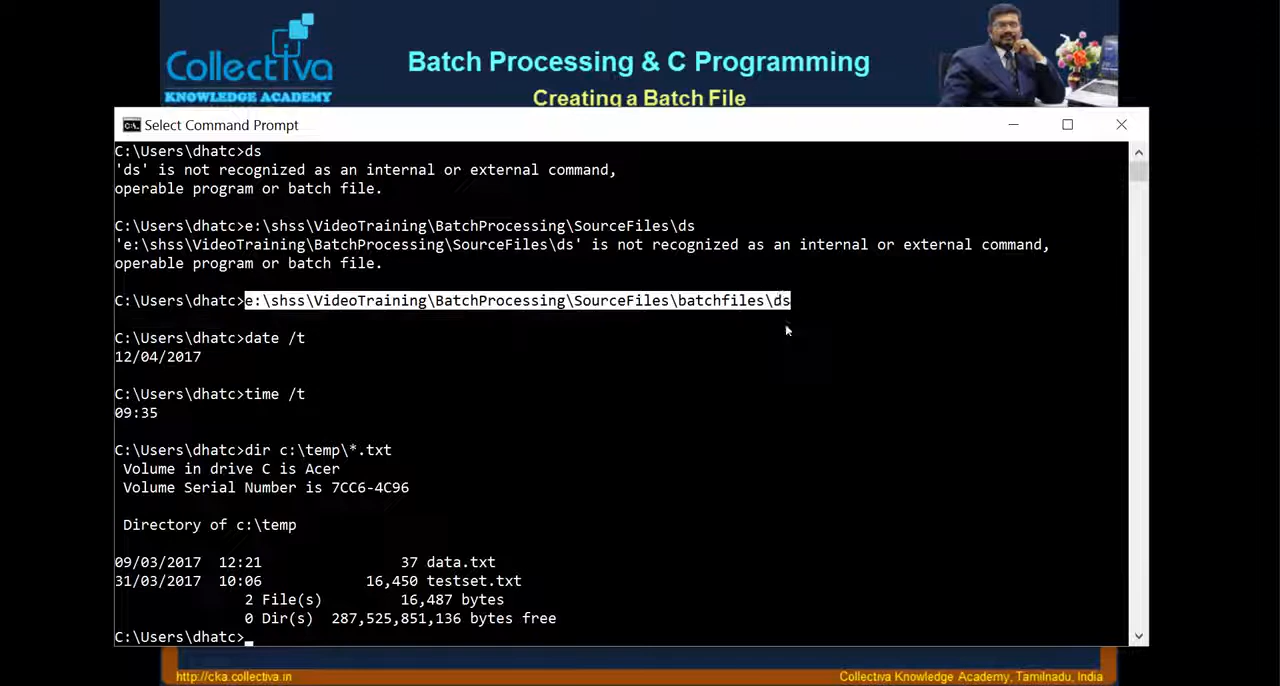 Collectiva
KNOWLEDGE ACADEMY
Batch Processing & C Programming
Creating a Batch File
C:\. Select Command Prompt
C:\Users\dhatc>ds
'ds' is not recognized as an internal or external command,
operable program or batch file.
C:\Users\dhatc>e:\shss\VideoTraining\BatchProcessing\SourceFiles\ds
'e:\shss\VideoTraining\BatchProcessing\SourceFiles\ds' is not recognized as an internal or external command,
operable program or batch file.
C:\Users\dhatc>e:\shss\VideoTraining\BatchProcessing\SourceFiles\batchfiles\ds
C:\Users\dhatc>date /t
12/04/2017
C:\Users\dhatc>time /t
09:35
C:\Users\dhatc>dir c:\temp\*.txt
Volume in drive C is Acer
Volume Serial Number is 7CC6-4C96
Directory of c:\temp
09/03/2017 12:21 37 data.txt
31/03/2017 10:06 16,450 testset.txt
2 File(s) 16,487 bytes
0 Dir(s) 287,525,851,136 bytes free
C:\Users\dhatc>
http://cka.collectiva.in
Collectiva Knowledge Academy, Tamilnadu, India